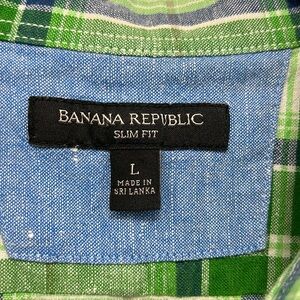 BANANA REPUBLIC
SLIM FIT
L
MADE IN
SRI LANKA